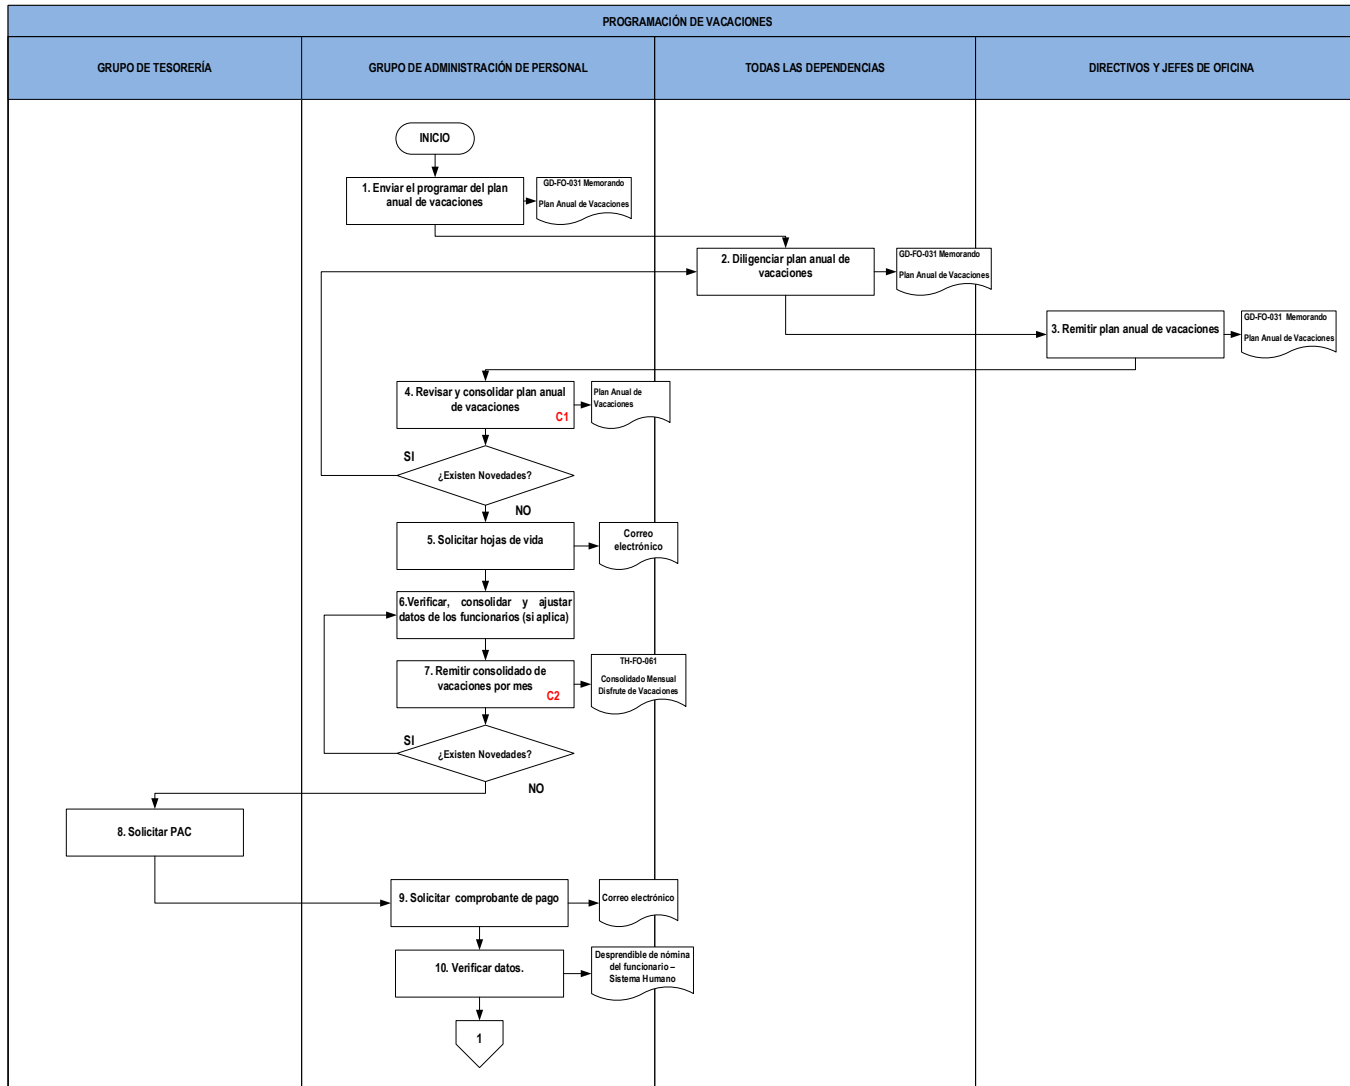 PROGRAMACIÓN DE VACACIONES
GRUPO DE TESORERÍA
GRUPO DE ADMINISTRACIÓN DE PERSONAL
TODAS LAS DEPENDENCIAS
DIRECTIVOS Y JEFES DE OFICINA
INICIO
1. Enviar el programar del plan
anual de vacaciones
GD-FO-031 Memorando
Plan Anual de Vacaciones
2. Diligenciar plan anual de
vacaciones
GD-FO-031 Memorando
Plan Anual de Vacaciones
3. Remitir plan anual de vacaciones
GD-FO-031 Memorando
Plan Anual de Vacaciones
4. Revisar y consolidar plan anual
de vacaciones
C1
Plan Anual de
Vacaciones
SI
¿Existen Novedades?
NO
5. Solicitar hojas de vida
Correo
electrónico
6.Verificar, consolidar y ajustar
datos de los funcionarios (si aplica)
7. Remitir consolidado de
vacaciones por mes
C2
TH-FO-061
Consolidado Mensual
Disfrute de Vacaciones
SI
¿Existen Novedades?
NO
8. Solicitar PAC
9. Solicitar comprobante de pago
Correo electrónico
10. Verificar datos.
Desprendible de nómina
del funcionario –
Sistema Humano
1